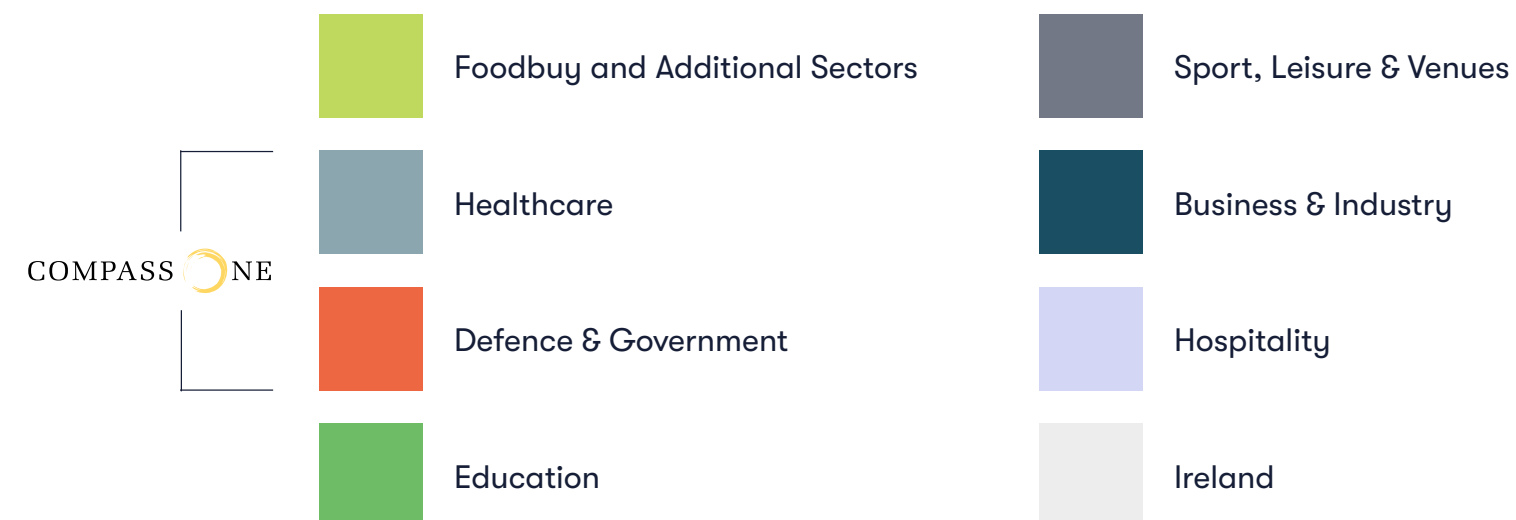 Foodbuy and Additional Sectors
Healthcare
COMPASS ONE
Defence & Government
Education
Sport, Leisure & Venues
Business & Industry
Hospitality
Ireland